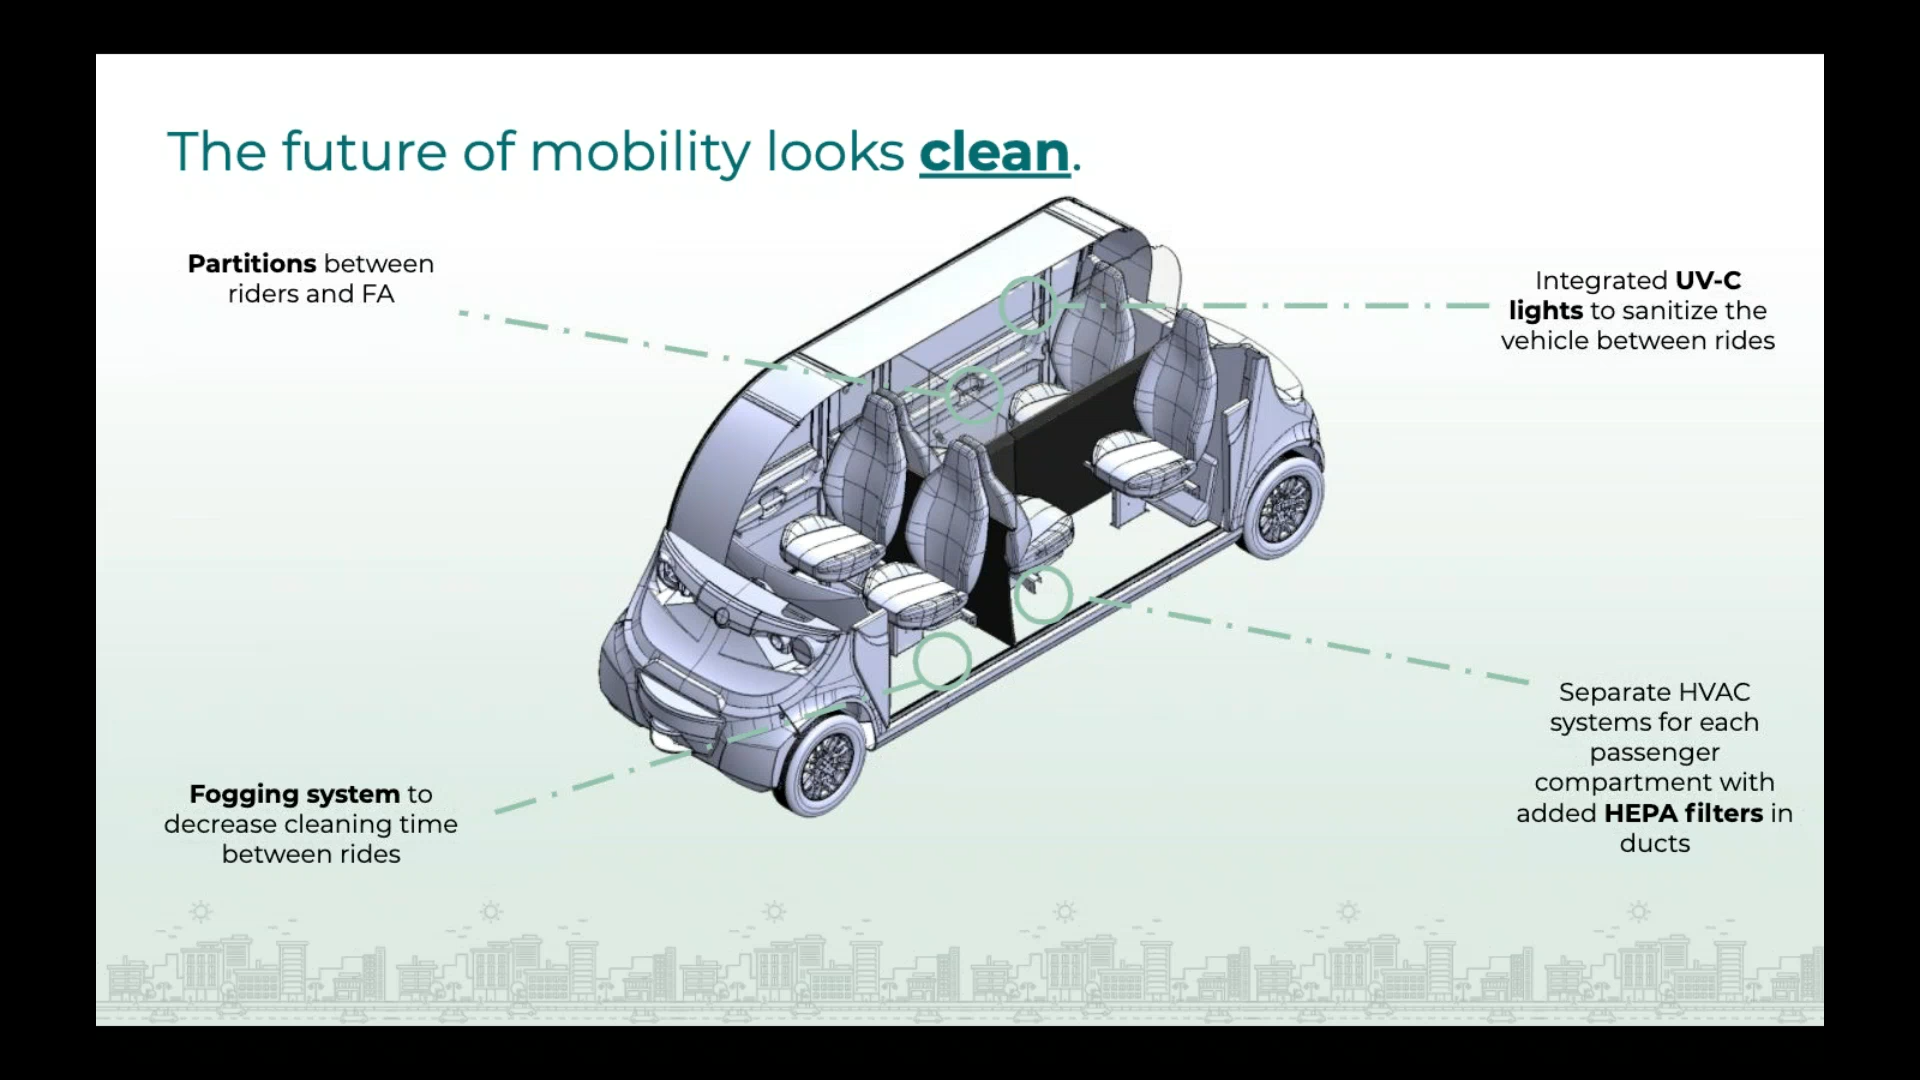 The future of mobility looks clean.
Partitions between
riders and FA
Integrated UV-C
lights to sanitize the
vehicle between rides
Fogging system to
decrease cleaning time
between rides
Separate HVAC
systems for each
passenger
compartment with
added HEPA filters in
ducts